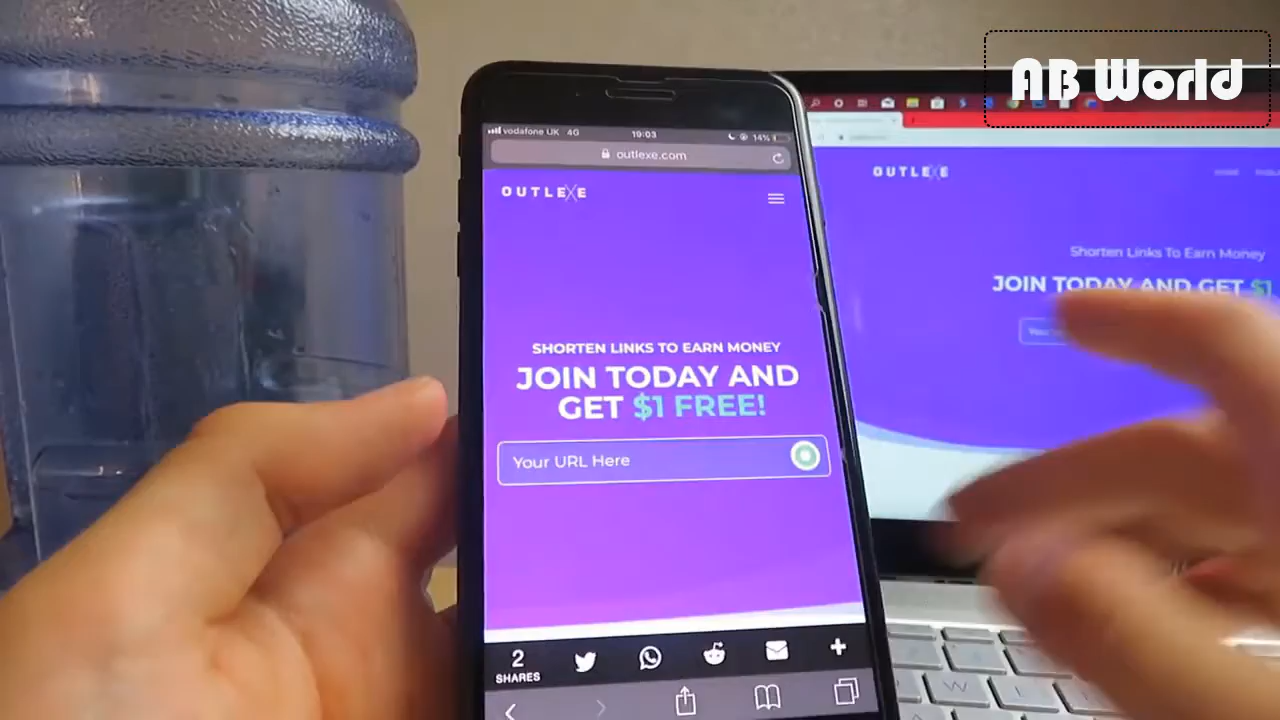 AB World
vodafone UK 4G 19:03 14%
outlexe.com
OUTLEXE
SHORTEN LINKS TO EARN MONEY
JOIN TODAY AND
GET $1 FREE!
Your URL Here
2
SHARES
OUTLEXE
Shorten Links To Earn Money
JOIN TODAY AND GET $1
W